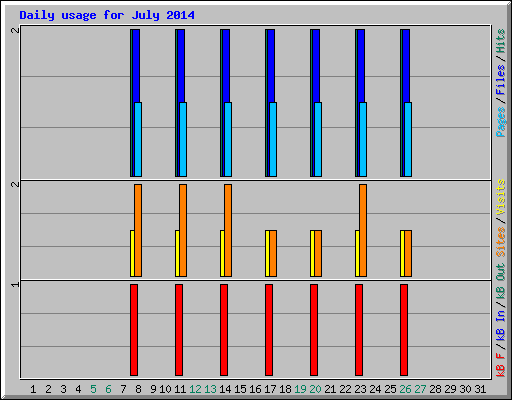 Daily usage for July 2014
2
2
1
Pages/Files/Hits
Sites/Visits
kB F/kB In/kB Out
1 2 3 4 5 6 7 8 9 10 11 12 13 14 15 16 17 18 19 20 21 22 23 24 25 26 27 28 29 30 31